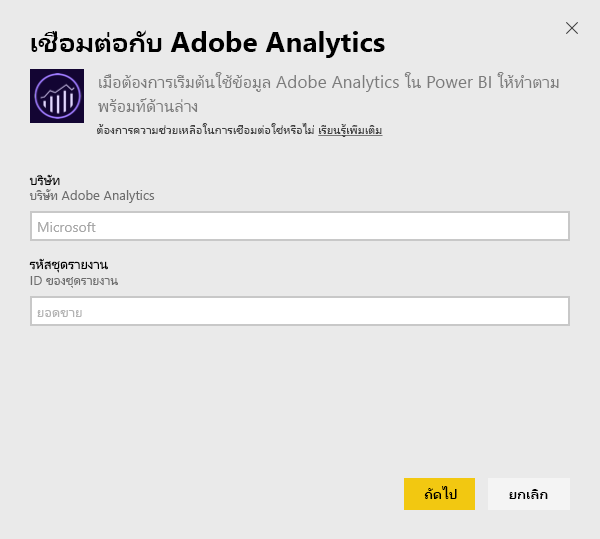 เชื่อมต่อกับ Adobe Analytics
เมื่อต้องการเริ่มต้นใช้ข้อมูล Adobe Analytics ใน Power BI ให้ทำตาม
พร้อมท์ด้านล่าง
ต้องการความช่วยเหลือในการเชื่อมต่อใช่หรือไม่ เรียนรู้เพิ่มเติม
บริษัท
บริษัท Adobe Analytics
Microsoft
รหัสชุดรายงาน
ID ของชุดรายงาน
ยอดขาย
ถัดไป
ยกเลิก